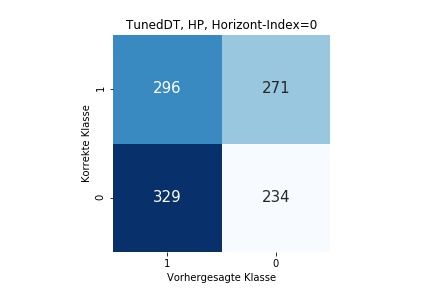 TunedDT, HP, Horizont-Index=0
296 271
329 234
1
0
Korrekte Klasse
1 0
Vorhergesagte Klasse